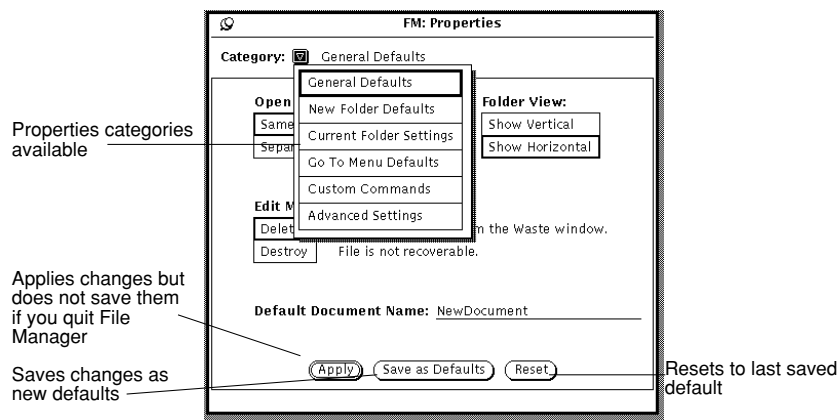 FM: Properties
Category: General Defaults
General Defaults
New Folder Defaults
Current Folder Settings
Go To Menu Defaults
Custom Commands
Advanced Settings
Open
Same
Separ
Folder View:
Show Vertical
Show Horizontal
Edit M
Delet
m the Waste window.
Destroy File is not recoverable.
Default Document Name: NewDocument
Apply Save as Defaults Reset
Properties categories
available
Applies changes but
does not save them
if you quit File
Manager
Saves changes as
new defaults
Resets to last saved
default